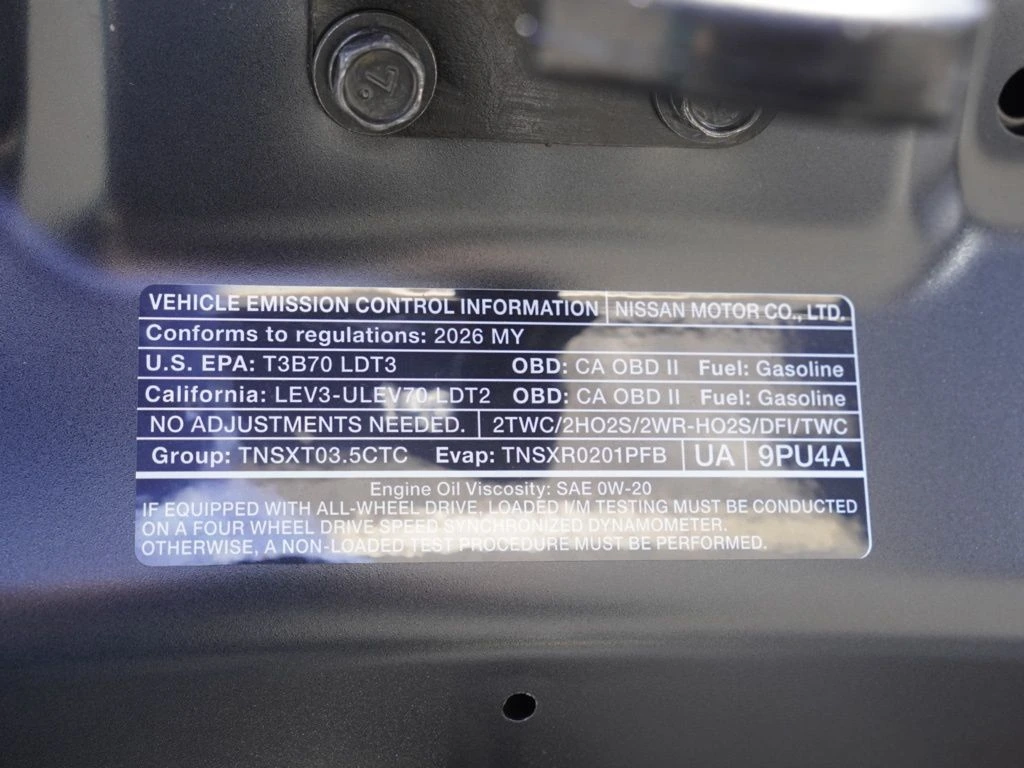 VEHICLE EMISSION CONTROL INFORMATION NISSAN MOTOR CO., LTD.
Conforms to regulations: 2026 MY
U.S. EPA: T3B70 LDT3 OBD: CA OBD II Fuel: Gasoline
California: LEV3-ULEV70 LDT2 OBD: CA OBD II Fuel: Gasoline
NO ADJUSTMENTS NEEDED. 2TWC/2HO2S/2WR-HO2S/DFI/TWC
Group: TNSXT03.5CTC Evap: TNSXR0201PFB UA 9PU4A
Engine Oil Viscosity: SAE 0W-20
IF EQUIPPED WITH ALL-WHEEL DRIVE, LOADED I/M TESTING MUST BE CONDUCTED
ON A FOUR WHEEL DRIVE SPEED SYNCHRONIZED DYNAMOMETER.
OTHERWISE, A NON-LOADED TEST PROCEDURE MUST BE PERFORMED.